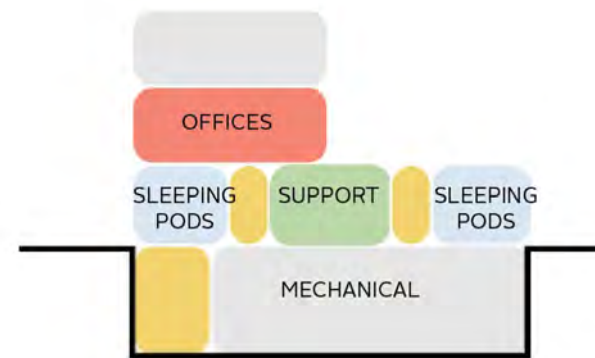 OFFICES
SLEEPING
PODS
SUPPORT
SLEEPING
PODS
MECHANICAL